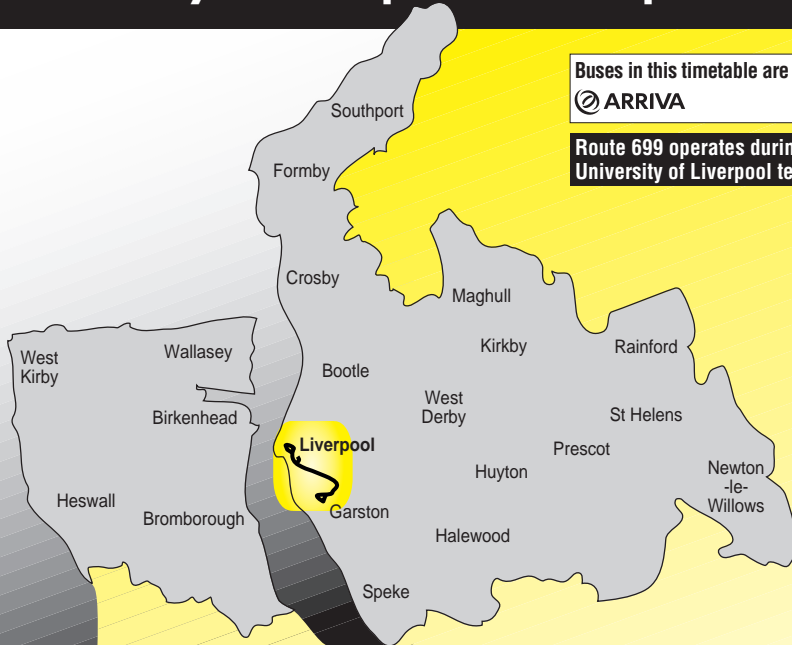 Buses in this timetable are
ARRIVA
Route 699 operates
University of Liverpool
Southport
Formby
Crosby
Maghull
Kirkby
Rainford
West
Kirby
Wallasey
Bootle
West
Derby
Birkenhead
St Helens
Liverpool
Prescot
Huyton
Newton
-le-
Willows
Heswall
Bromborough
Garston
Halewood
Speke